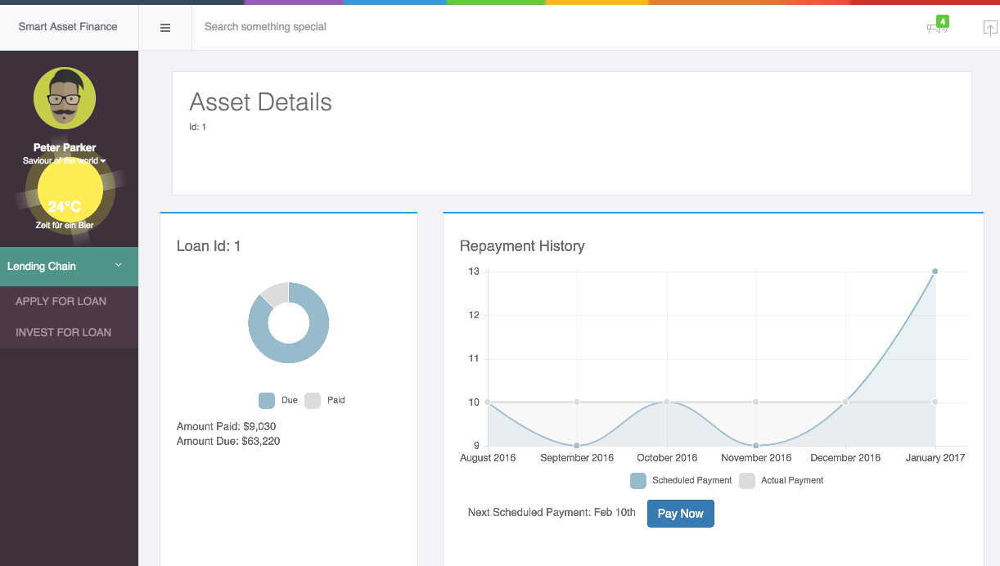 Smart Asset Finance
Search something special
4
Peter Parker
Saviour of the world
24°C
Zeit für ein Bier
Lending Chain
APPLY FOR LOAN
INVEST FOR LOAN
Asset Details
Id: 1
Loan Id: 1
Due Paid
Amount Paid: $9,030
Amount Due: $63,220
Repayment History
13
12
11
10
9
August 2016 September 2016 October 2016 November 2016 December 2016 January 2017
Scheduled Payment Actual Payment
Next Scheduled Payment: Feb 10th Pay Now